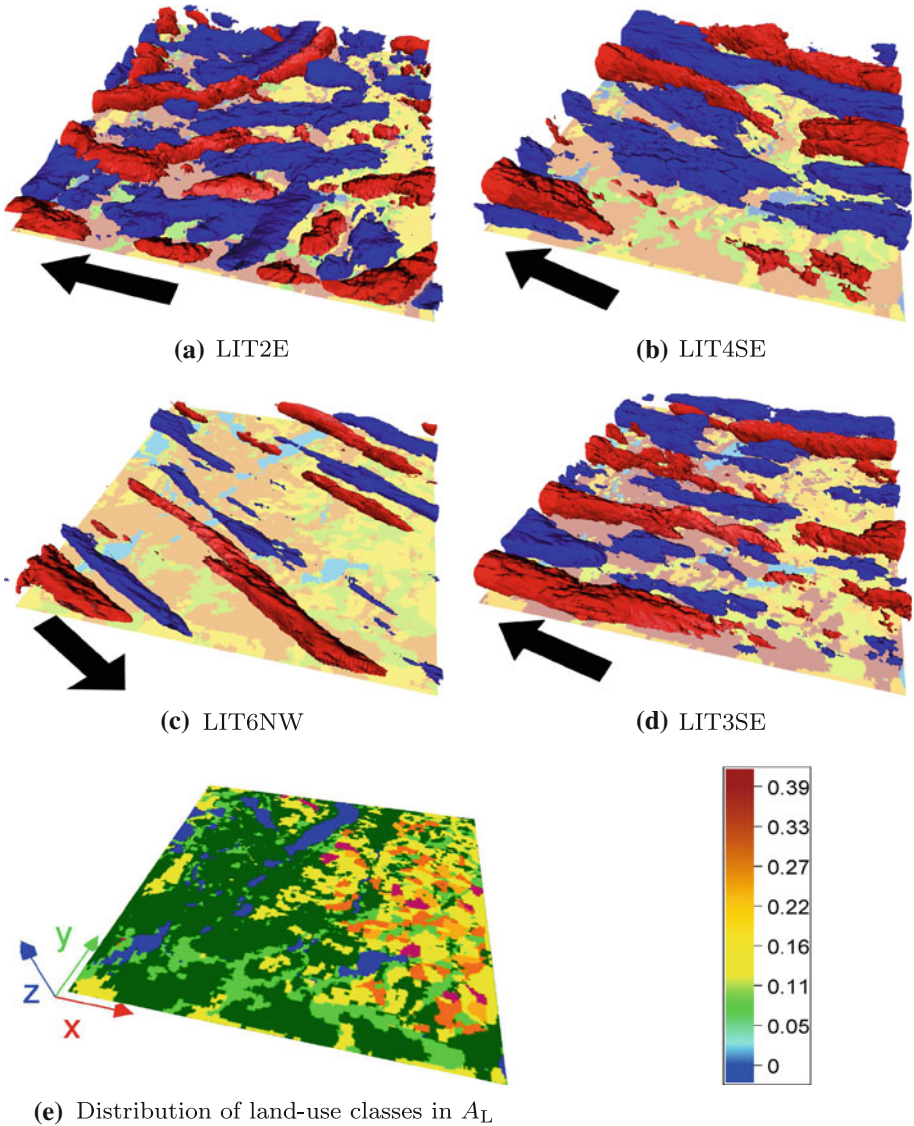 (a) LIT2E
(b) LIT4SE
(c) LIT6NW
(d) LIT3SE
y
z
x
0.39
0.33
0.27
0.22
0.16
0.11
0.05
0
(e) Distribution of land-use classes in A_L